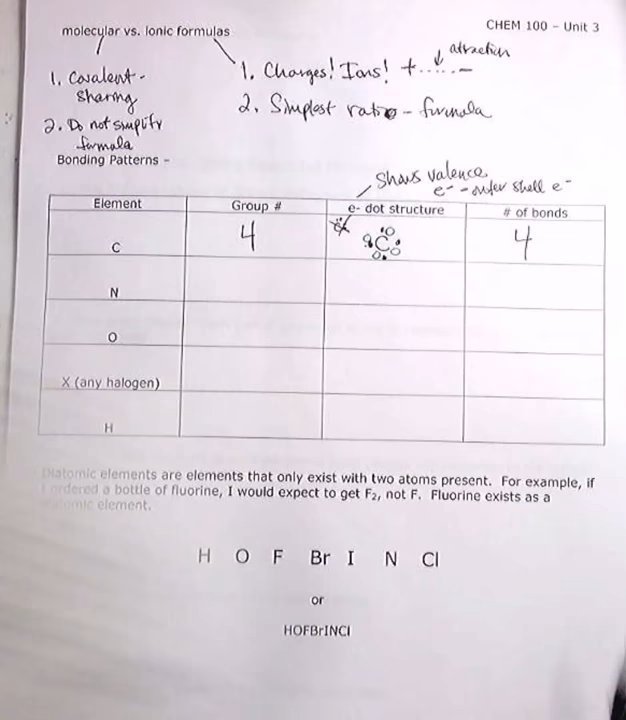 CHEM 100 - Unit 3
molecular vs. Ionic formulas
attraction
1. Charges! Ions! + ...... -
1. Covalent -
sharing
2. Simplest ratio - formula
2. Do not simplify
formula
Bonding Patterns -
Shows valence
e- - outer shell e-
Element Group # e- dot structure # of bonds
C 4 C 4
N
O
X (any halogen)
H
Diatomic elements are elements that only exist with two atoms present. For example, if
I ordered a bottle of fluorine, I would expect to get F₂, not F. Fluorine exists as a
diatomic element.
H O F Br I N Cl
or
HOFBrINCl